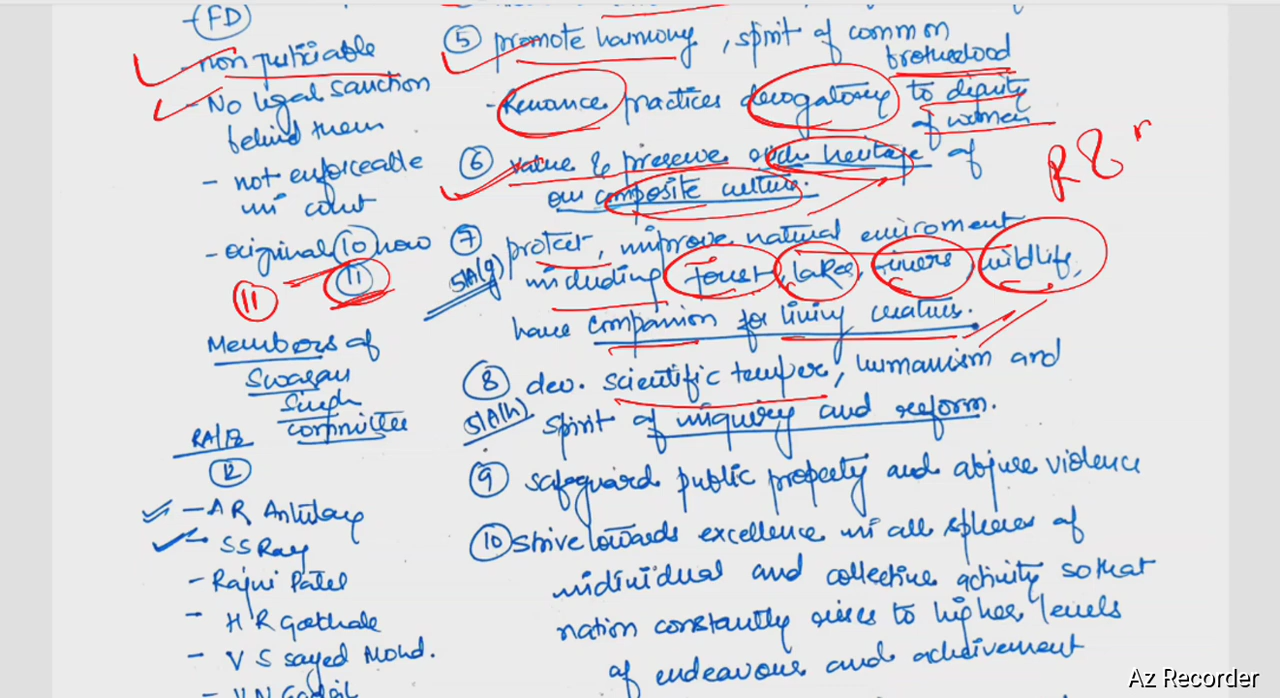 (FD)
- non justiciable
- No legal sanction
behind them
- not enforceable
in court
- original 10 now
11
11
Members of
Swaran
Singh
committee
12
- A R Antulay
- S S Ray
- Rajni Patel
- H R Gokhale
- V S sayed Mohd.
5 promote harmony, spirit of common
brotherhood
- Renounce practices derogatory to dignity
of women
6 value & preserve rich heritage of
our composite culture.
R 8
7 protect, improve natural enviroment
51A(g) including forest, lakes, rivers, wildlife,
have companion for living creatures.
8 dev. scientific temper, humanism and
51A(h) spirit of inquiry and reform.
9 safeguard public property and abjure violence
10 strive towards excellence in all spheres of
individual and collective activity so that
nation constantly rises to higher levels
of endeavour and acheivement
Az Recorder